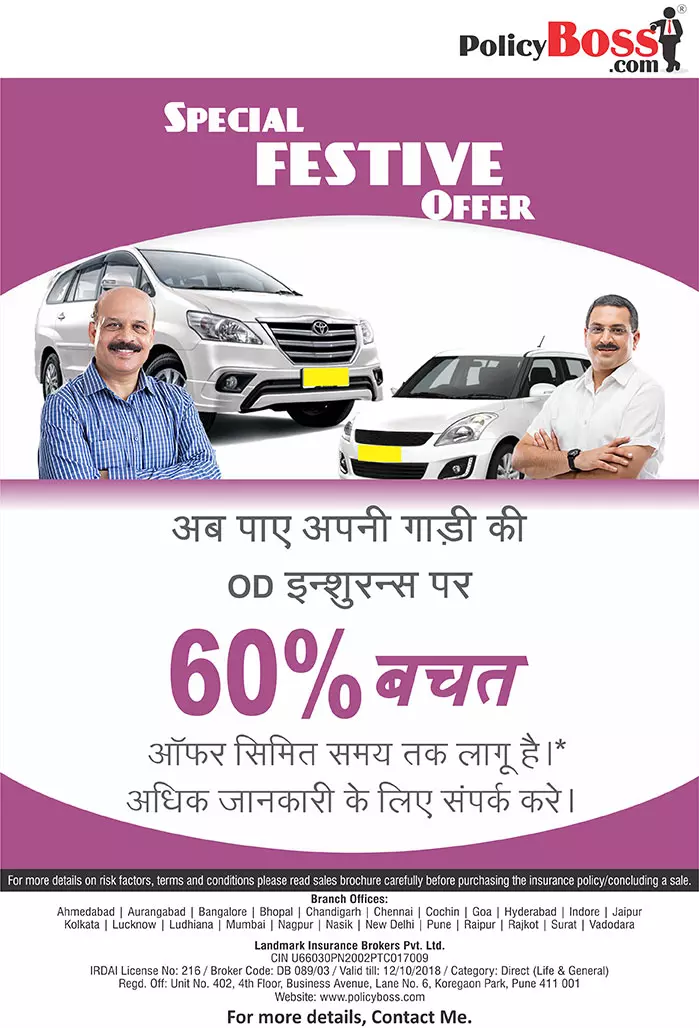 PolicyBoss®
.com
SPECIAL
FESTIVE
OFFER
अब पाए अपनी गाड़ी की
OD इन्शुरन्स पर
60% बचत
ऑफर सिमित समय तक लागू है।*
अधिक जानकारी के लिए संपर्क करे।
For more details on risk factors, terms and conditions please read sales brochure carefully before purchasing the insurance policy/concluding a sale.
Branch Offices:
Ahmedabad | Aurangabad | Bangalore | Bhopal | Chandigarh | Chennai | Cochin | Goa | Hyderabad | Indore | Jaipur
Kolkata | Lucknow | Ludhiana | Mumbai | Nagpur | Nasik | New Delhi | Pune | Raipur | Rajkot | Surat | Vadodara
Landmark Insurance Brokers Pvt. Ltd.
CIN U66030PN2002PTC017009
IRDAI License No: 216 / Broker Code: DB 089/03 / Valid till: 12/10/2018 / Category: Direct (Life & General)
Regd. Off: Unit No. 402, 4th Floor, Business Avenue, Lane No. 6, Koregaon Park, Pune 411 001
Website: www.policyboss.com
For more details, Contact Me.